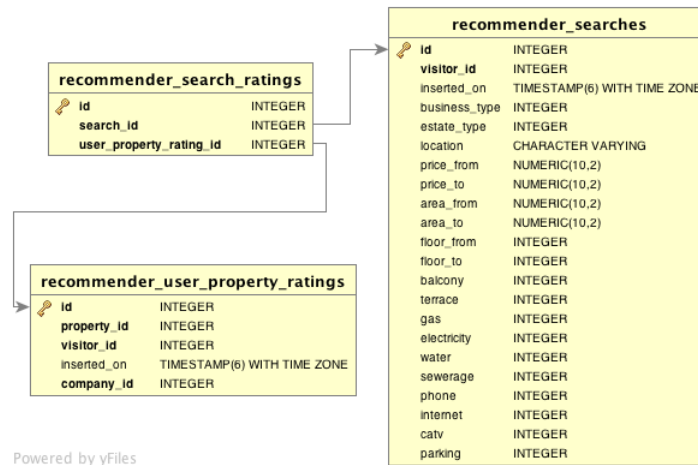 recommender_searches
id INTEGER
visitor_id INTEGER
inserted_on TIMESTAMP(6) WITH TIME ZONE
business_type INTEGER
estate_type INTEGER
location CHARACTER VARYING
price_from NUMERIC(10,2)
price_to NUMERIC(10,2)
area_from NUMERIC(10,2)
area_to NUMERIC(10,2)
floor_from INTEGER
floor_to INTEGER
balcony INTEGER
terrace INTEGER
gas INTEGER
electricity INTEGER
water INTEGER
sewerage INTEGER
phone INTEGER
internet INTEGER
catv INTEGER
parking INTEGER
recommender_search_ratings
id INTEGER
search_id INTEGER
user_property_rating_id INTEGER
recommender_user_property_ratings
id INTEGER
property_id INTEGER
visitor_id INTEGER
inserted_on TIMESTAMP(6) WITH TIME ZONE
company_id INTEGER
Powered by yFiles